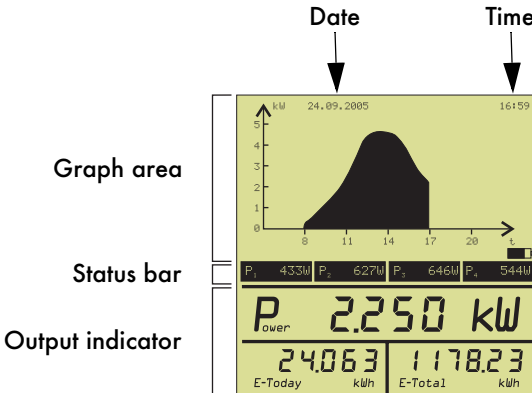 Date Time
kW 24.09.2005 16:59
5
4
3
2
1
0
8 11 14 17 20 t
Graph area
Status bar
P1 433W P2 627W P3 646W P4 544W
Power 2.250 kW
Output indicator
24.063 1178.23
E-Today kWh E-Total kWh